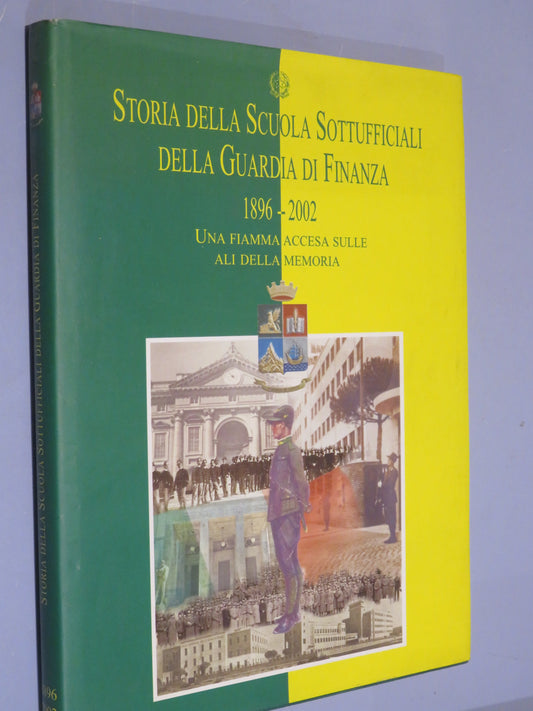 STORIA DELLA SCUOLA SOTTUFFICIALI
DELLA GUARDIA DI FINANZA
1896 - 2002
UNA FIAMMA ACCESA SULLE
ALI DELLA MEMORIA
STORIA DELLA SCUOLA SOTTUFFICIALI DELLA GUARDIA DI FINANZA